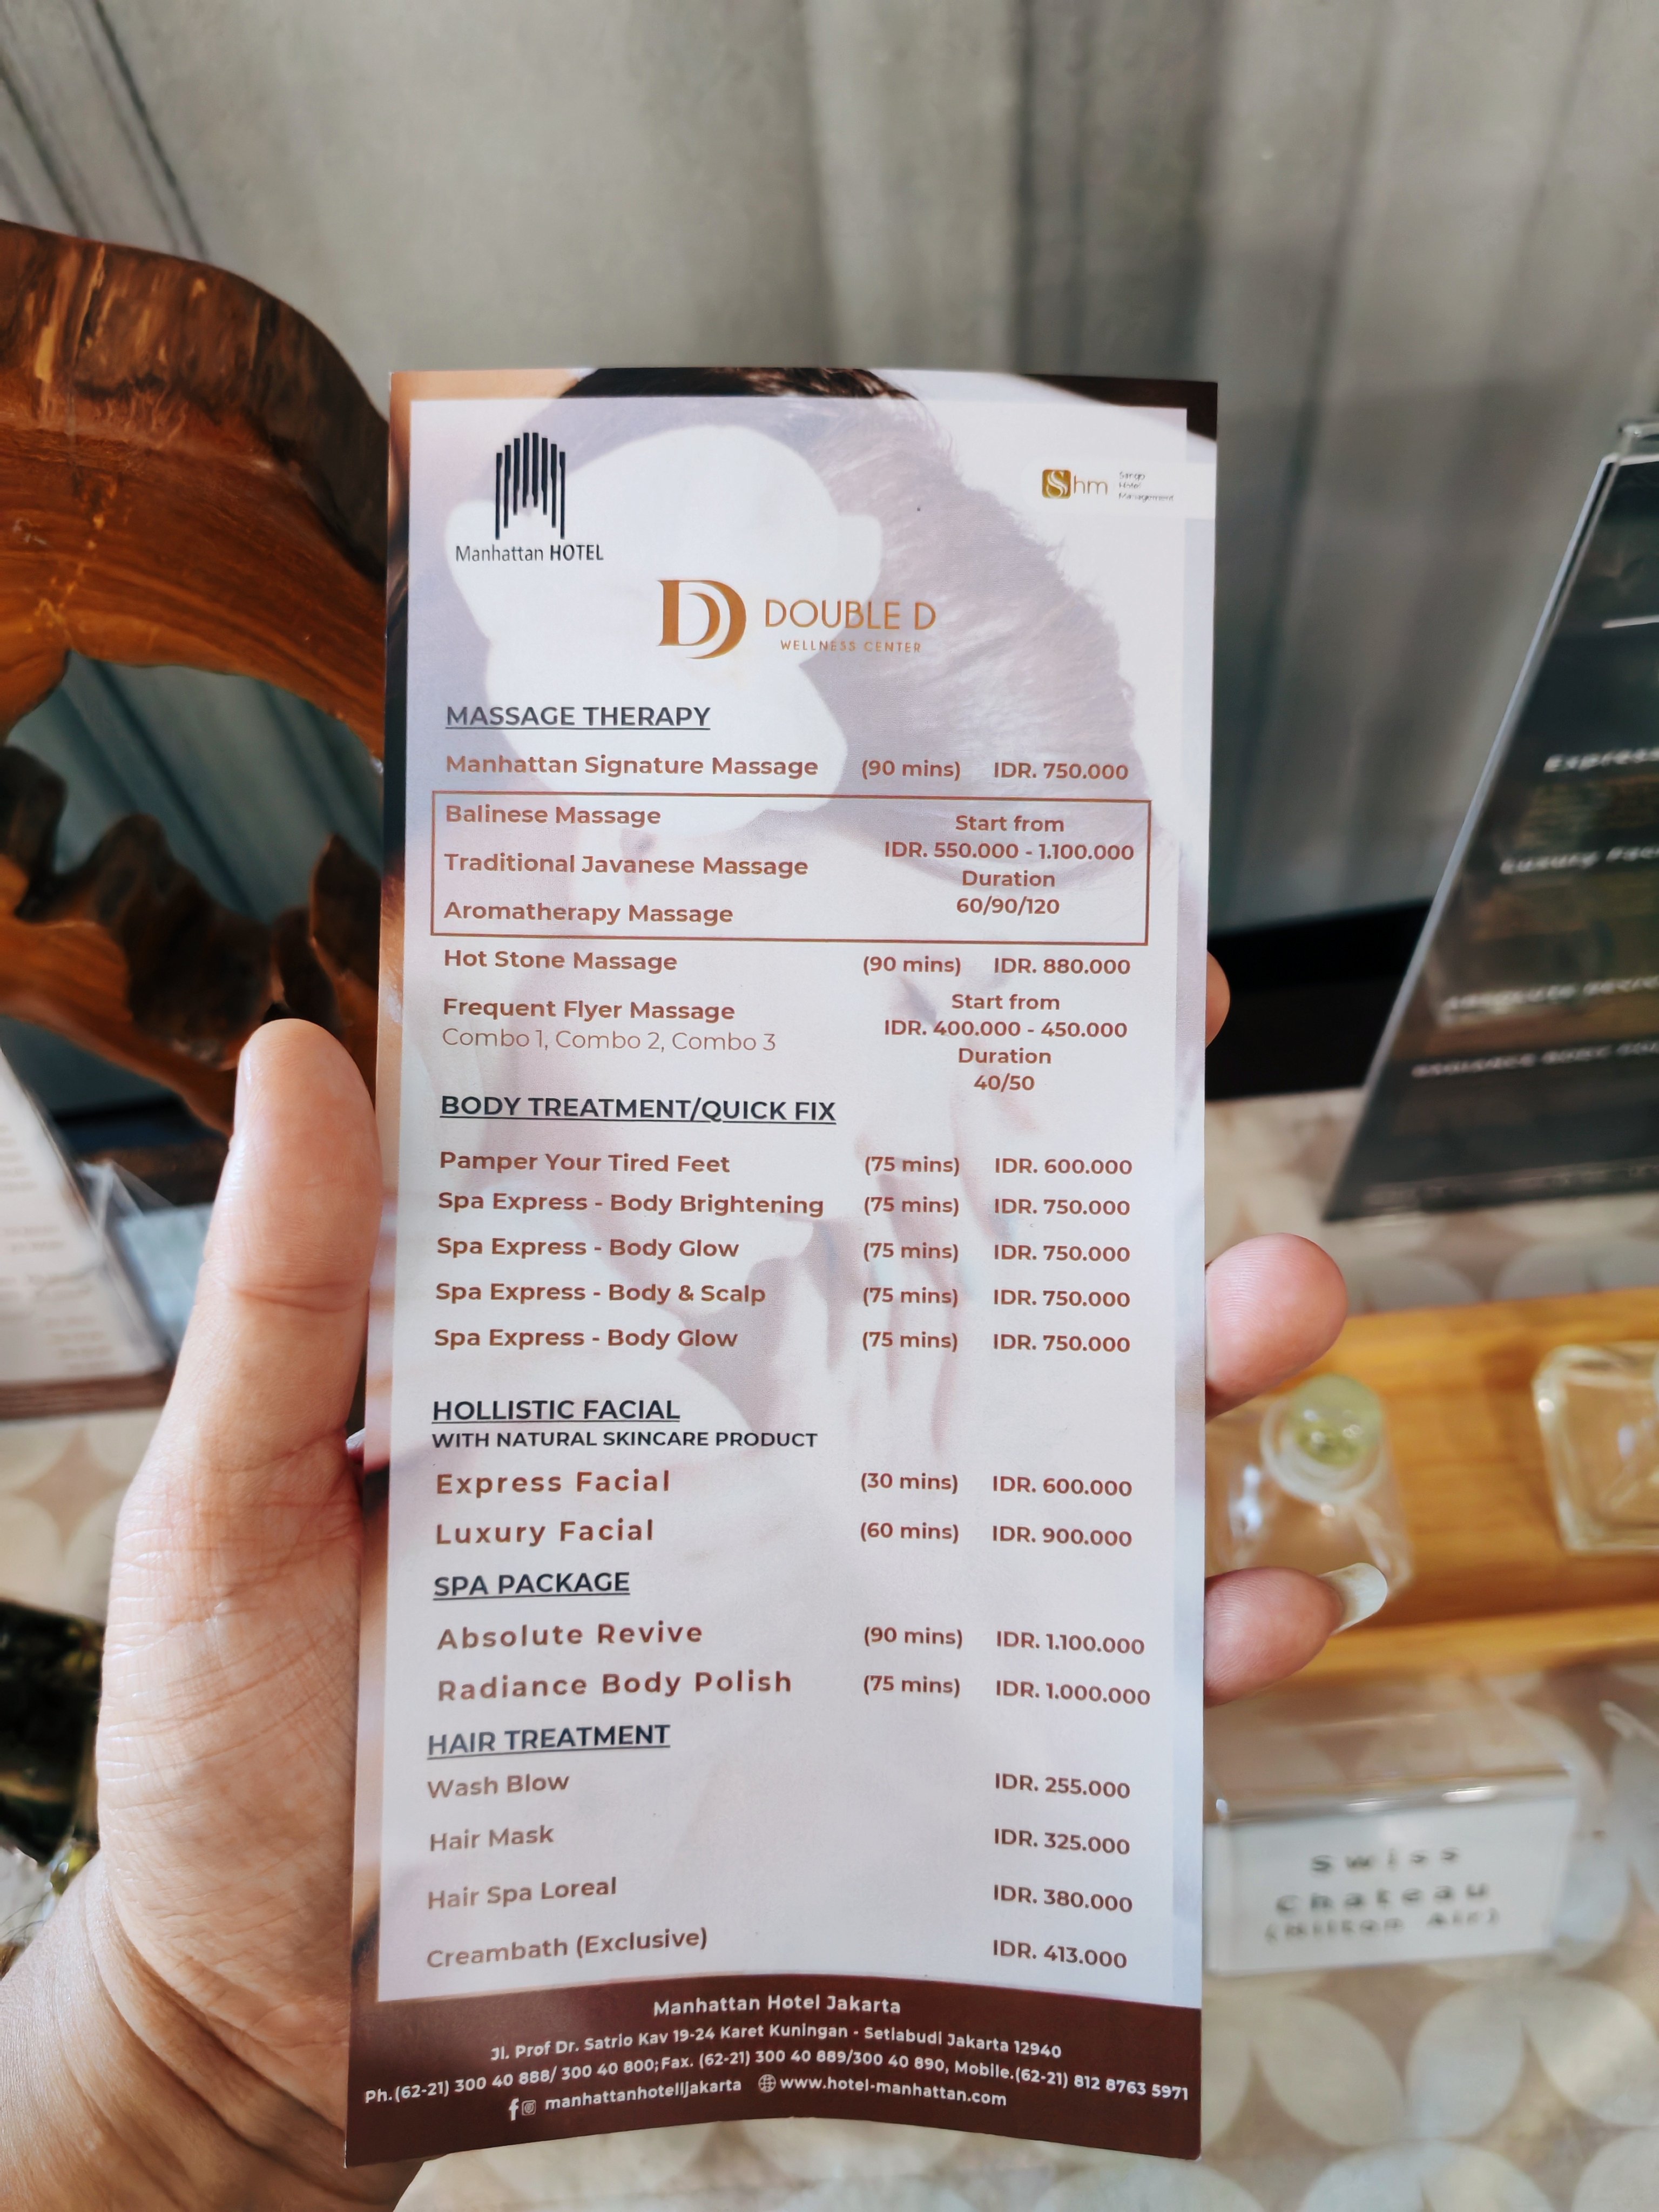 Manhattan HOTEL
Shm
Sango
Hotel
Management
DD DOUBLE D
WELLNESS CENTER
MASSAGE THERAPY
Manhattan Signature Massage (90 mins) IDR. 750.000
Balinese Massage
Traditional Javanese Massage
Aromatherapy Massage
Start from
IDR. 550.000 - 1.100.000
Duration
60/90/120
Hot Stone Massage (90 mins) IDR. 880.000
Frequent Flyer Massage
Combo 1, Combo 2, Combo 3
Start from
IDR. 400.000 - 450.000
Duration
40/50
BODY TREATMENT/QUICK FIX
Pamper Your Tired Feet (75 mins) IDR. 600.000
Spa Express - Body Brightening (75 mins) IDR. 750.000
Spa Express - Body Glow (75 mins) IDR. 750.000
Spa Express - Body & Scalp (75 mins) IDR. 750.000
Spa Express - Body Glow (75 mins) IDR. 750.000
HOLLISTIC FACIAL
WITH NATURAL SKINCARE PRODUCT
Express Facial (30 mins) IDR. 600.000
Luxury Facial (60 mins) IDR. 900.000
SPA PACKAGE
Absolute Revive (90 mins) IDR. 1.100.000
Radiance Body Polish (75 mins) IDR. 1.000.000
HAIR TREATMENT
Wash Blow IDR. 255.000
Hair Mask IDR. 325.000
Hair Spa Loreal IDR. 380.000
Creambath (Exclusive) IDR. 413.000
Manhattan Hotel Jakarta
Jl. Prof Dr. Satrio Kav 19-24 Karet Kuningan - Setiabudi Jakarta 12940
Ph.(62-21) 300 40 888/ 300 40 800; Fax. (62-21) 300 40 889/300 40 890, Mobile.(62-21) 812 8763 5971
manhattanhotelljakarta www.hotel-manhattan.com
Express
Luxury
Swiss
Chateau
(Hilton Air)